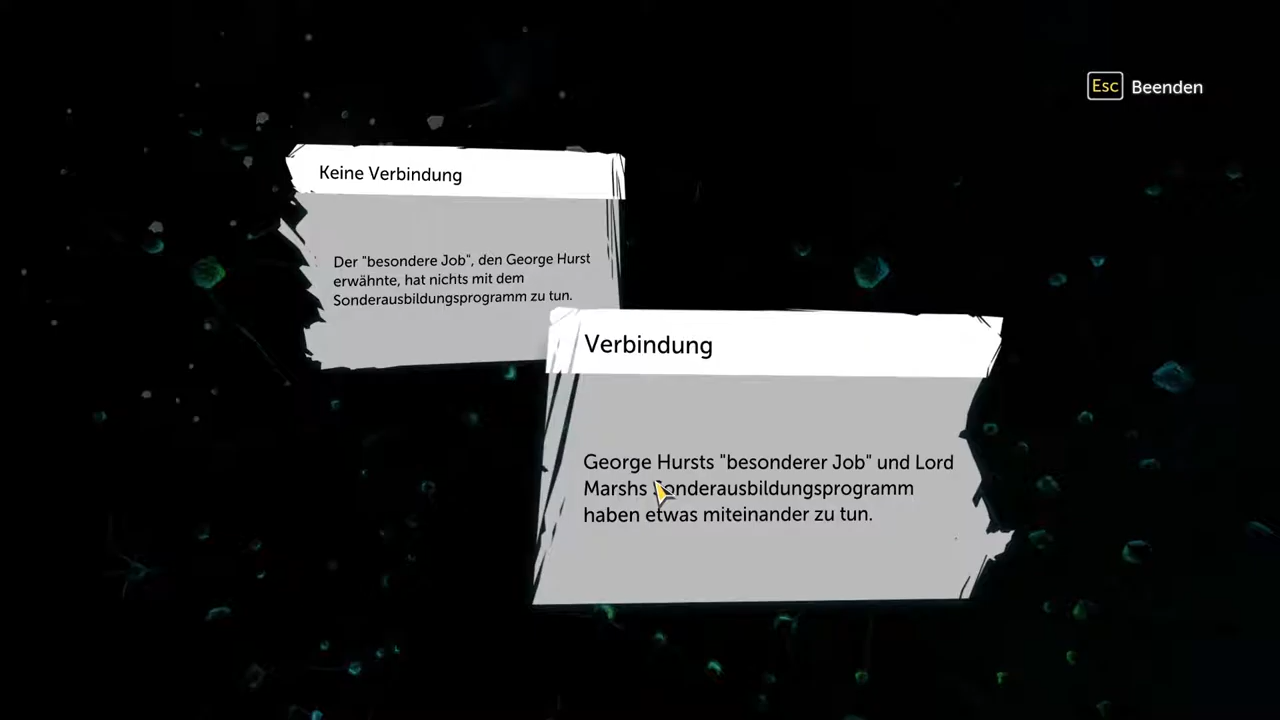 Esc Beenden
Keine Verbindung
Der "besondere Job", den George Hurst
erwähnte, hat nichts mit dem
Sonderausbildungsprogramm zu tun.
Verbindung
George Hursts "besonderer Job" und Lord
Marshs Sonderausbildungsprogramm
haben etwas miteinander zu tun.